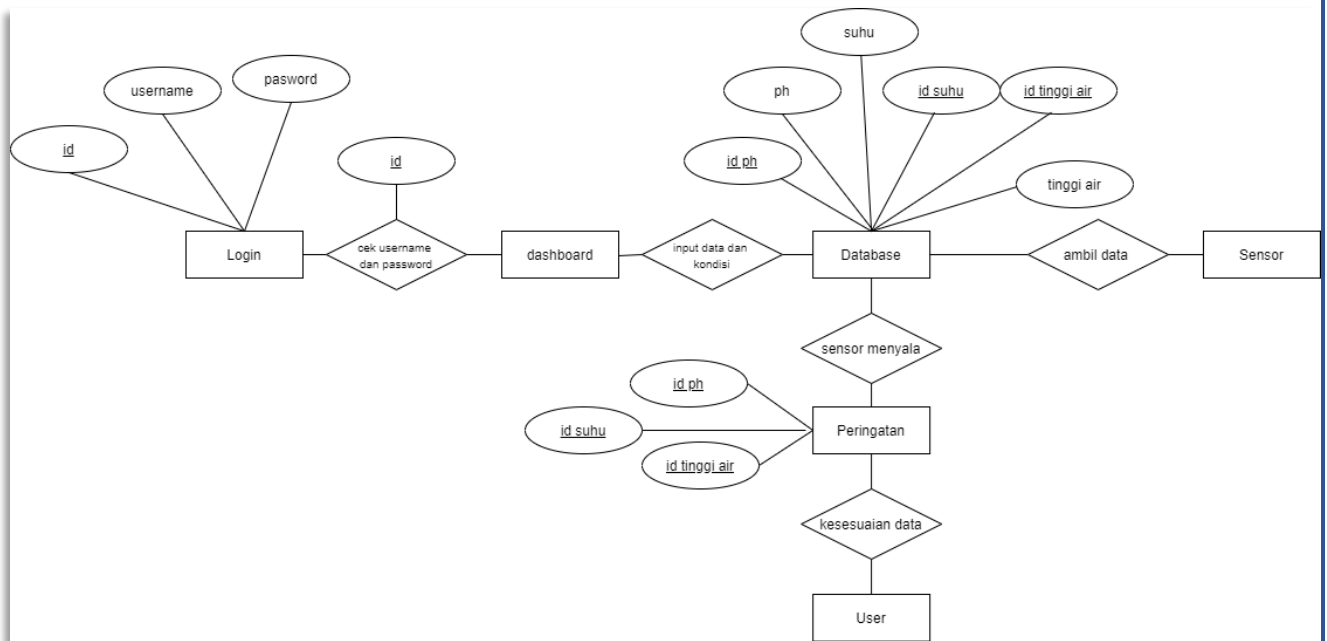 suhu
pasword
username
ph
id suhu
id tinggi air
id
id
id ph
tinggi air
Login
cek username
dan password
dashboard
input data dan
kondisi
Database
ambil data
Sensor
sensor menyala
id ph
id suhu
Peringatan
id tinggi air
kesesuaian data
User